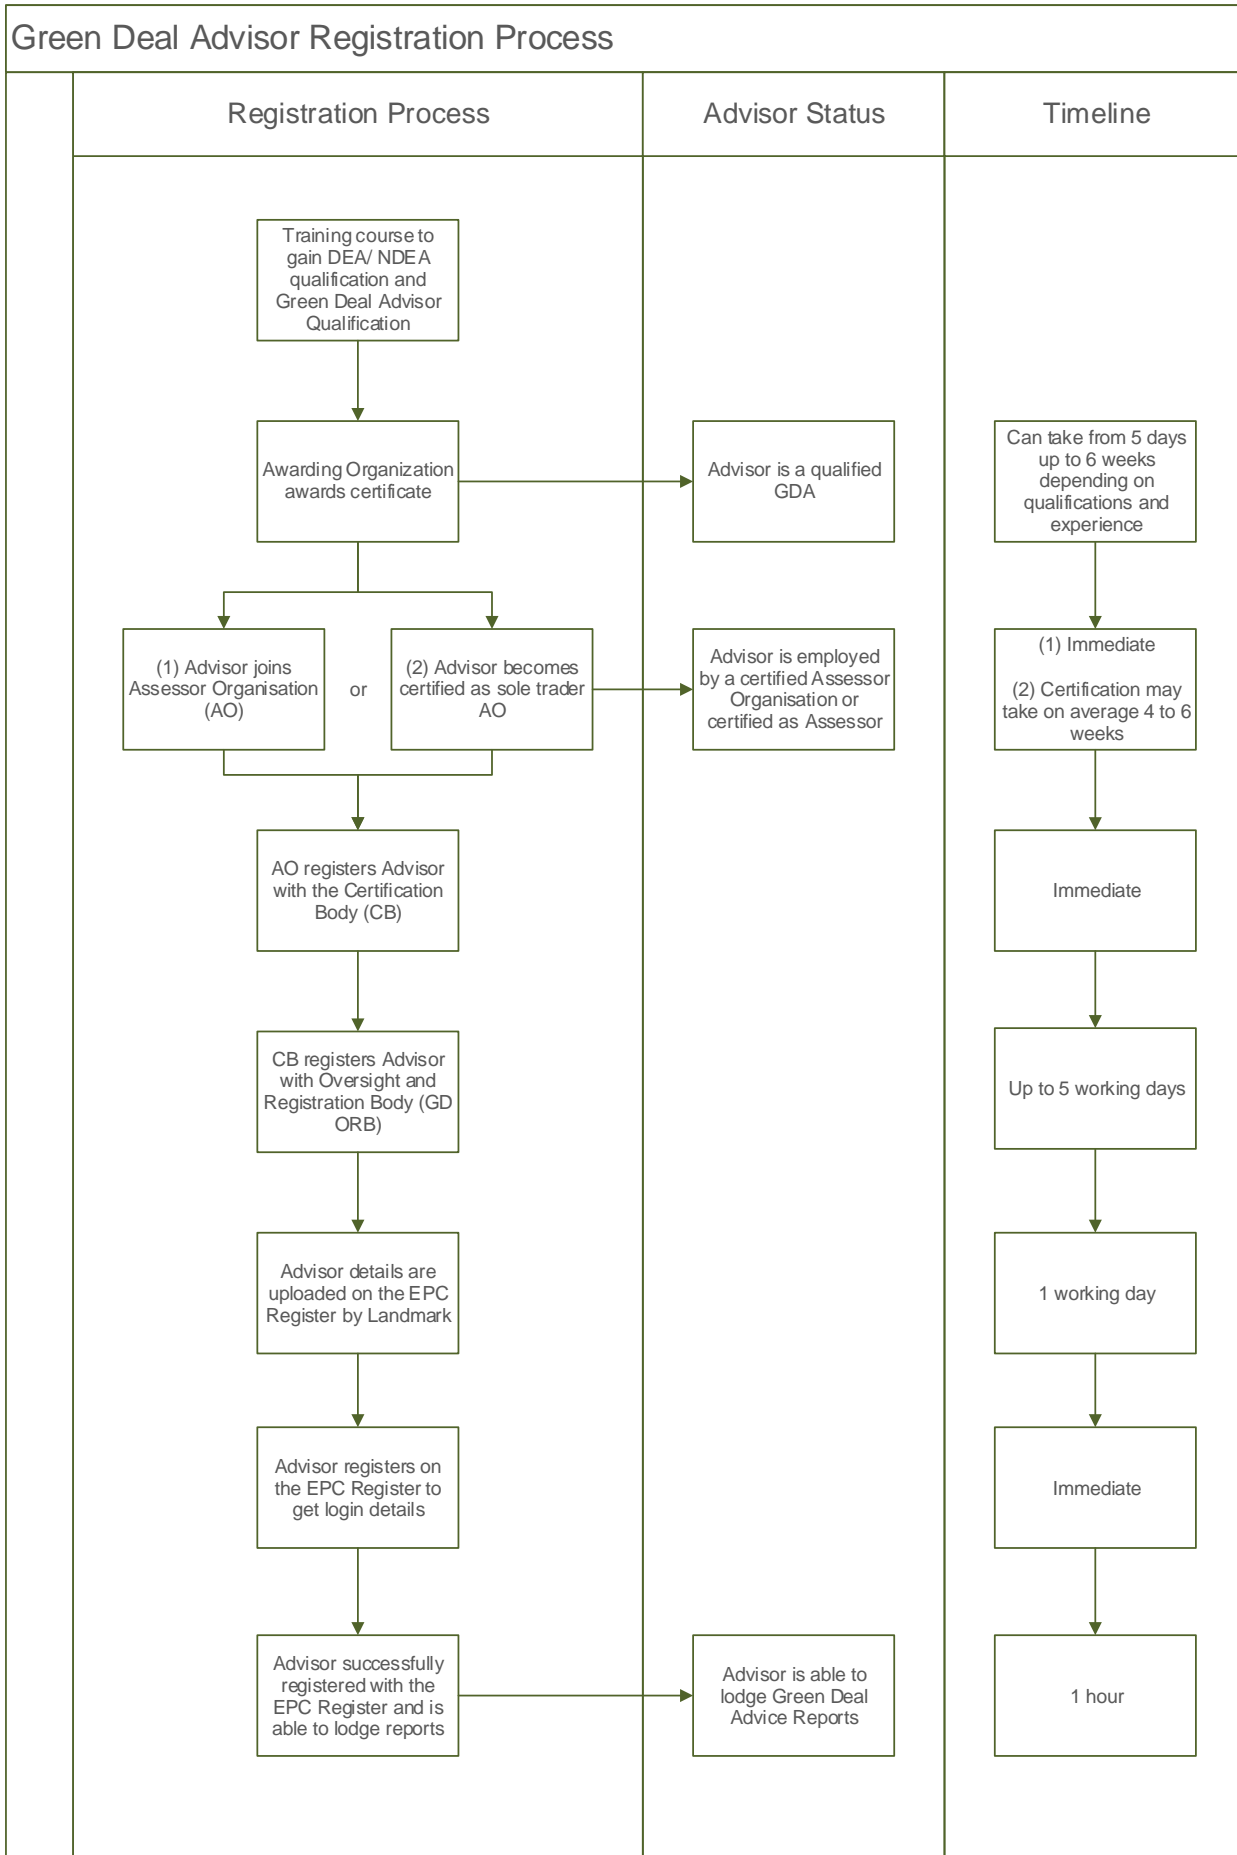 Green Deal Advisor Registration Process
Registration Process
Advisor Status
Timeline
Training course to
gain DEA/ NDEA
qualification and
Green Deal Advisor
Qualification
Awarding Organization
awards certificate
Advisor is a qualified
GDA
Can take from 5 days
up to 6 weeks
depending on
qualifications and
experience
(1) Advisor joins
Assessor Organisation
(AO)
or
(2) Advisor becomes
certified as sole trader
AO
Advisor is employed
by a certified Assessor
Organisation or
certified as Assessor
(1) Immediate
(2) Certification may
take on average 4 to 6
weeks
AO registers Advisor
with the Certification
Body (CB)
Immediate
CB registers Advisor
with Oversight and
Registration Body (GD
ORB)
Up to 5 working days
Advisor details are
uploaded on the EPC
Register by Landmark
1 working day
Advisor registers on
the EPC Register to
get login details
Immediate
Advisor successfully
registered with the
EPC Register and is
able to lodge reports
Advisor is able to
lodge Green Deal
Advice Reports
1 hour